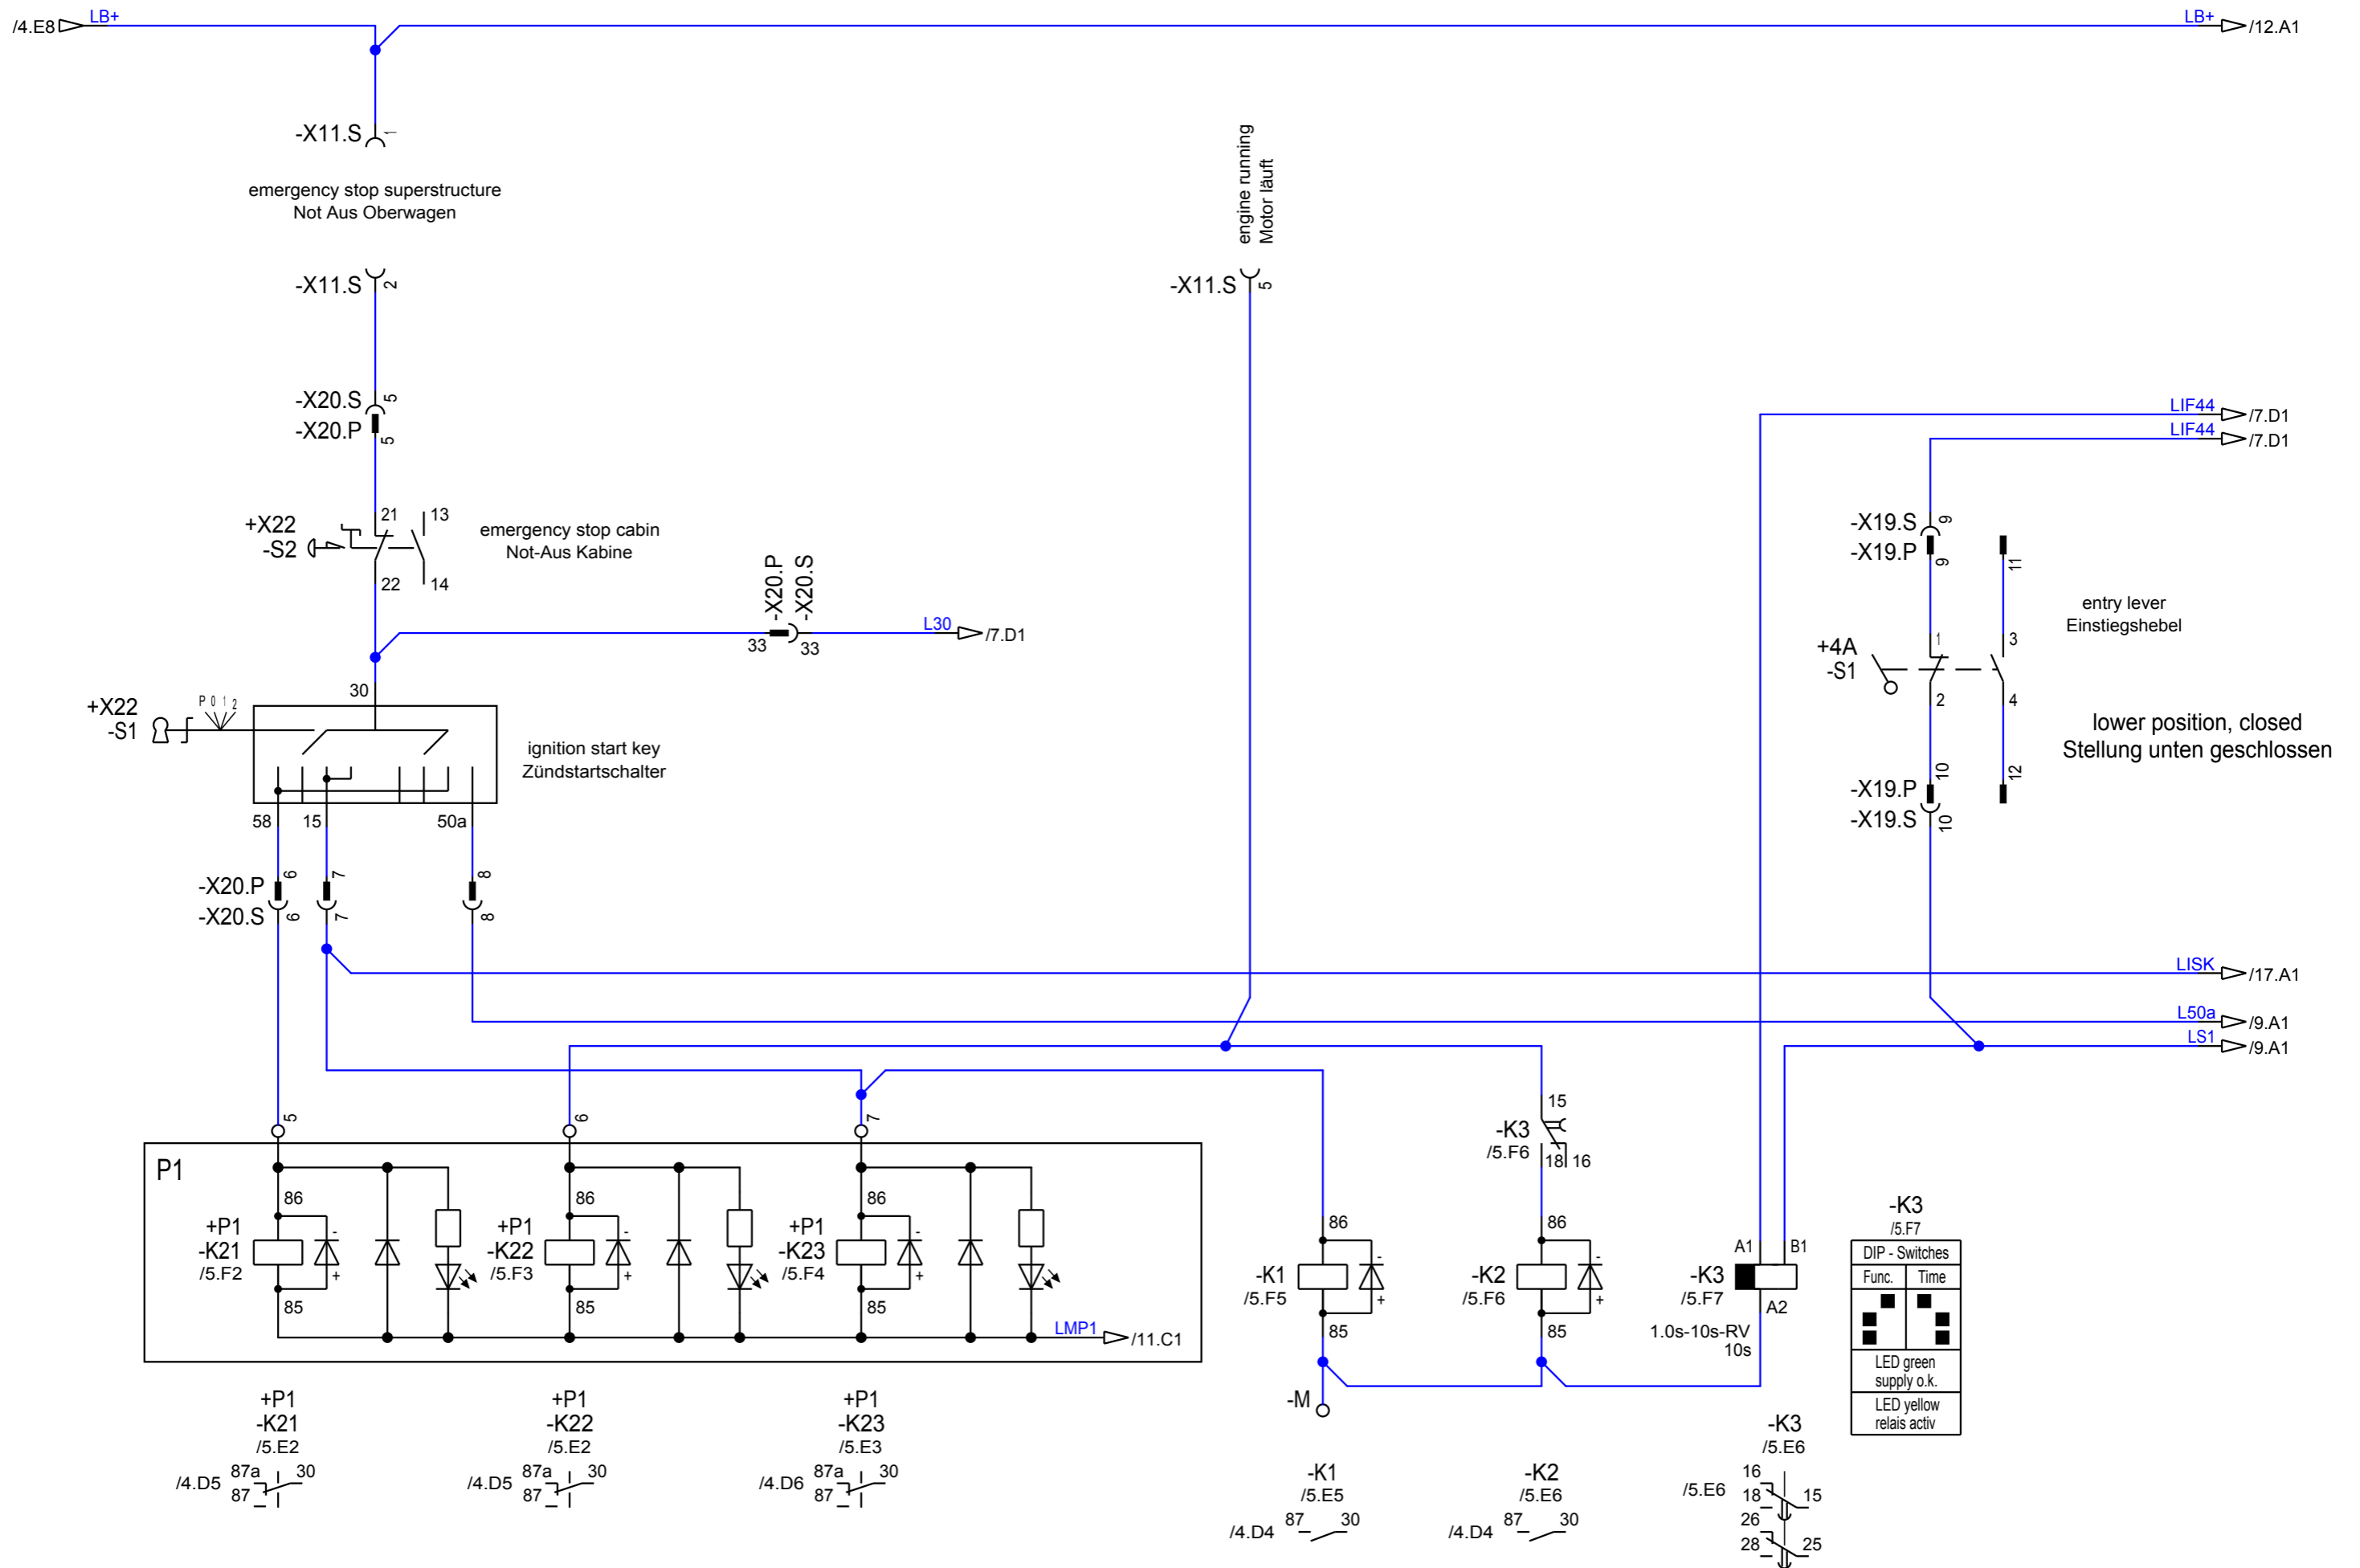 /4.E8 LB+ LB+ /12.A1
-X11.S 1
emergency stop superstructure
Not Aus Oberwagen
engine running
Motor läuft
-X11.S 2
-X11.S 5
-X20.S 5
-X20.P 5
LIF44 /7.D1
LIF44 /7.D1
+X22
-S2
21 13
22 14
emergency stop cabin
Not-Aus Kabine
-X20.P
-X20.S
33 33
L30 /7.D1
-X19.S 9
-X19.P 9
11
entry lever
Einstiegshebel
+4A
-S1
1 3
2 4
lower position, closed
Stellung unten geschlossen
-X19.P 10
-X19.S 10
12
30
+X22
-S1
P 0 1 2
ignition start key
Zündstartschalter
58 15 50a
-X20.P 6 7 8
-X20.S 6 7 8
LISK /17.A1
L50a /9.A1
LS1 /9.A1
5 6 7
P1
86 86 86
+P1
-K21
/5.F2
- +
+P1
-K22
/5.F3
- +
+P1
-K23
/5.F4
- +
85 85 85
LMP1 /11.C1
15
-K3
/5.F6
18 16
86
-K1
/5.F5
- +
85
86
-K2
/5.F6
- +
85
A1 B1
-K3
/5.F7
A2
1.0s-10s-RV
10s
-M
-K3
/5.F7
DIP - Switches
Func. Time
LED green
supply o.k.
LED yellow
relais activ
+P1
-K21
/5.E2
/4.D5 87a 30
87
+P1
-K22
/5.E2
/4.D5 87a 30
87
+P1
-K23
/5.E3
/4.D6 87a 30
87
-K1
/5.E5
/4.D4 87 30
-K2
/5.E6
/4.D4 87 30
-K3
/5.E6
/5.E6 16
18 15
26
28 25